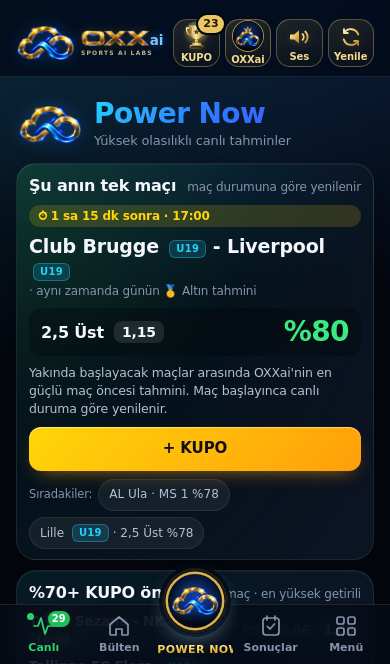 OXX ai
SPORTS AI LABS
23
KUPO
OXXai
Ses
Yenile
Power Now
Yüksek olasılıklı canlı tahminler
Şu anın tek maçı maç durumuna göre yenilenir
1 sa 15 dk sonra · 17:00
Club Brugge U19 - Liverpool
U19
· aynı zamanda günün 🥇 Altın tahmini
2,5 Üst 1,15 %80
Yakında başlayacak maçlar arasında OXXai'nin en
güçlü maç öncesi tahmini. Maç başlayınca canlı
duruma göre yenilenir.
+ KUPO
Sıradakiler: AL Ula · MS 1 %78
Lille U19 · 2,5 Üst %78
%70+ KUPO maç · en yüksek getirili
29
Canlı
Bülten
POWER NOW
Sonuçlar
Menü